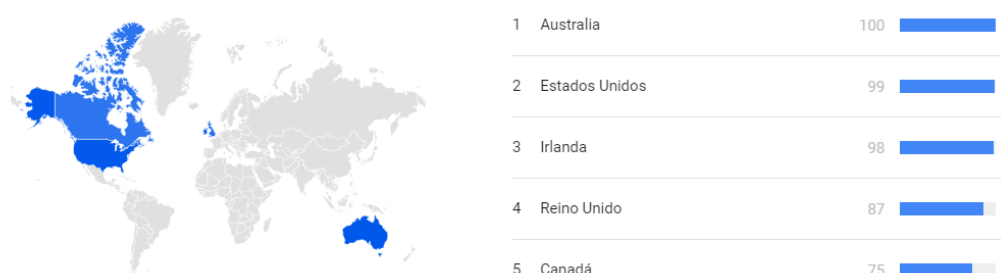 1 Australia 100
2 Estados Unidos 99
3 Irlanda 98
4 Reino Unido 87
5 Canadá 75